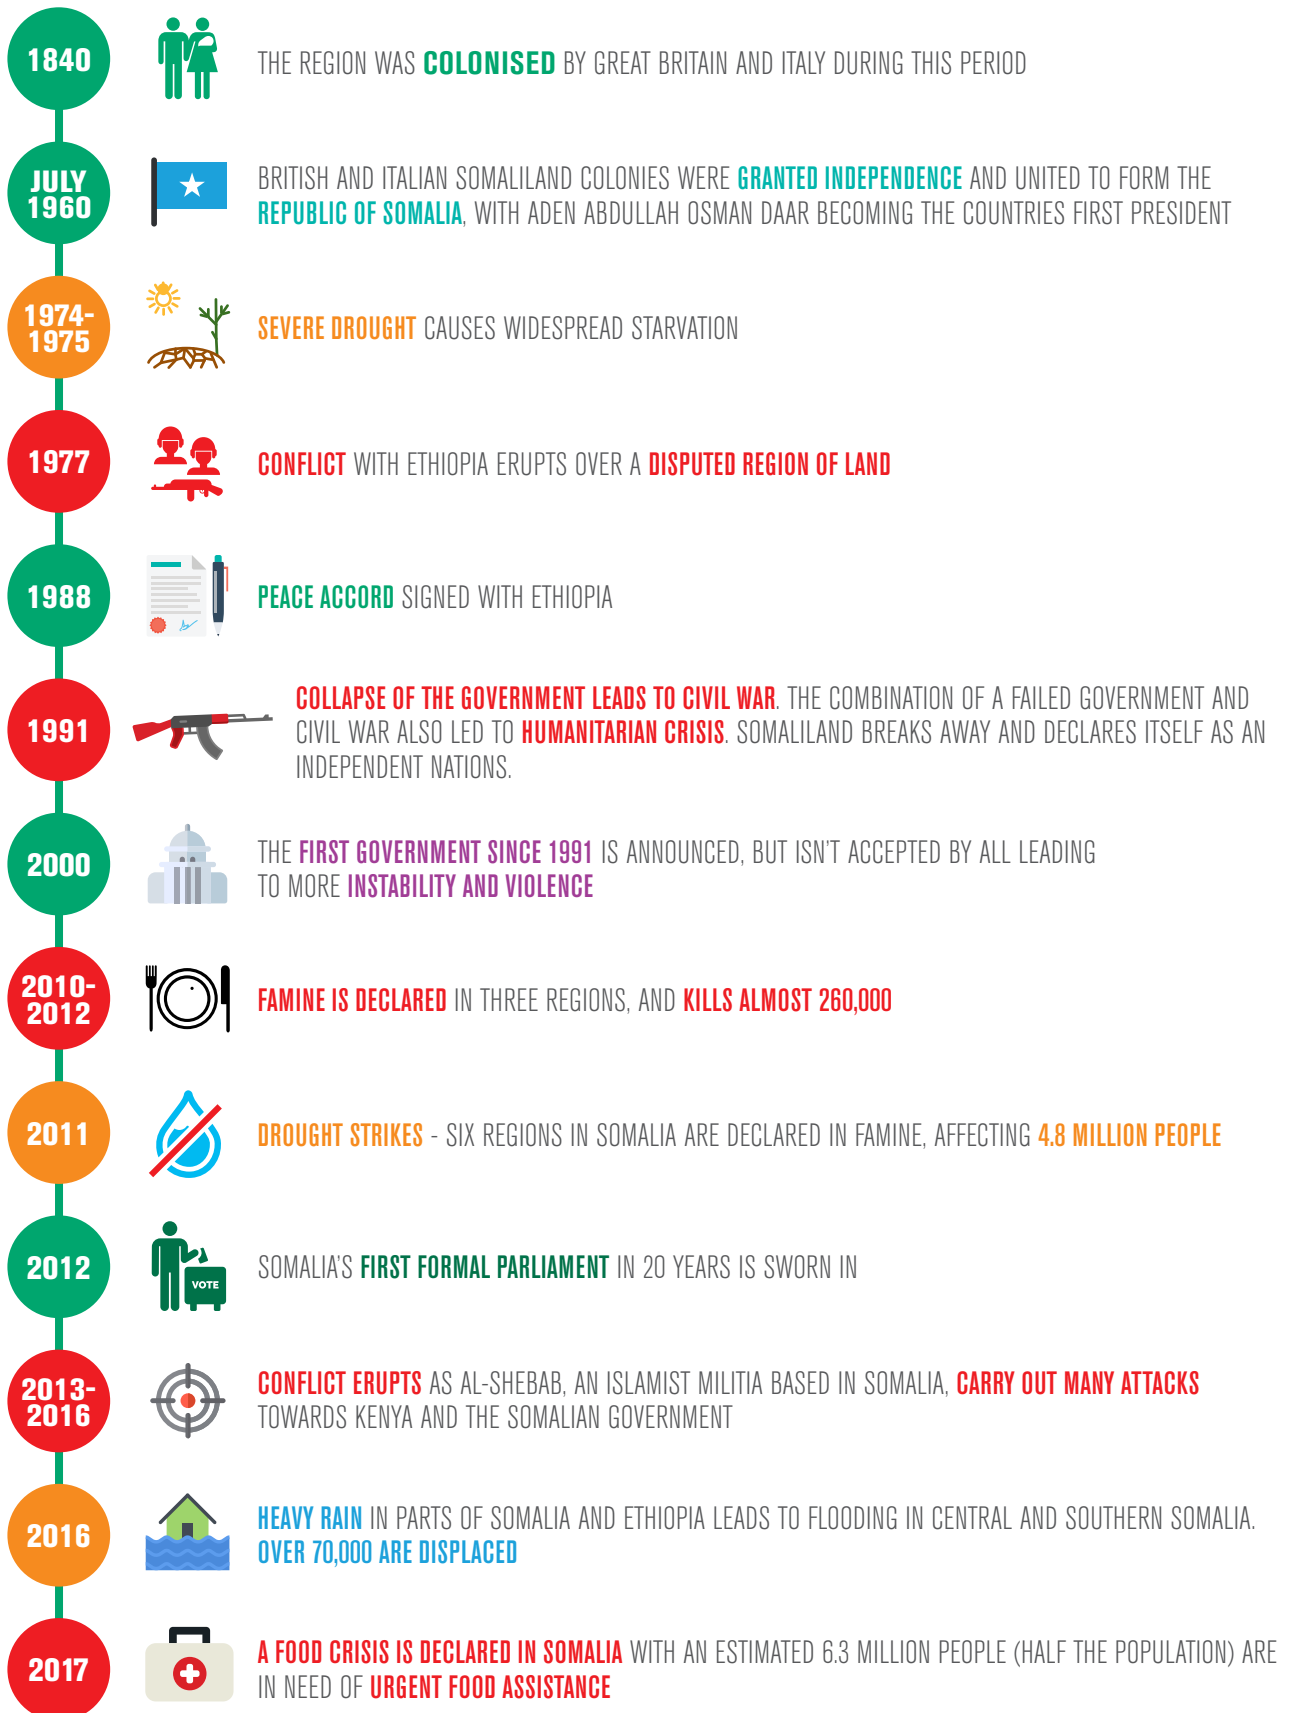 1840
THE REGION WAS COLONISED BY GREAT BRITAIN AND ITALY DURING THIS PERIOD
JULY
1960
BRITISH AND ITALIAN SOMALILAND COLONIES WERE GRANTED INDEPENDENCE AND UNITED TO FORM THE
REPUBLIC OF SOMALIA, WITH ADEN ABDULLAH OSMAN DAAR BECOMING THE COUNTRIES FIRST PRESIDENT
1974-
1975
SEVERE DROUGHT CAUSES WIDESPREAD STARVATION
1977
CONFLICT WITH ETHIOPIA ERUPTS OVER A DISPUTED REGION OF LAND
1988
PEACE ACCORD SIGNED WITH ETHIOPIA
1991
COLLAPSE OF THE GOVERNMENT LEADS TO CIVIL WAR. THE COMBINATION OF A FAILED GOVERNMENT AND
CIVIL WAR ALSO LED TO HUMANITARIAN CRISIS. SOMALILAND BREAKS AWAY AND DECLARES ITSELF AS AN
INDEPENDENT NATIONS.
2000
THE FIRST GOVERNMENT SINCE 1991 IS ANNOUNCED, BUT ISN'T ACCEPTED BY ALL LEADING
TO MORE INSTABILITY AND VIOLENCE
2010-
2012
FAMINE IS DECLARED IN THREE REGIONS, AND KILLS ALMOST 260,000
2011
DROUGHT STRIKES - SIX REGIONS IN SOMALIA ARE DECLARED IN FAMINE, AFFECTING 4.8 MILLION PEOPLE
2012
VOTE
SOMALIA'S FIRST FORMAL PARLIAMENT IN 20 YEARS IS SWORN IN
2013-
2016
CONFLICT ERUPTS AS AL-SHEBAB, AN ISLAMIST MILITIA BASED IN SOMALIA, CARRY OUT MANY ATTACKS
TOWARDS KENYA AND THE SOMALIAN GOVERNMENT
2016
HEAVY RAIN IN PARTS OF SOMALIA AND ETHIOPIA LEADS TO FLOODING IN CENTRAL AND SOUTHERN SOMALIA.
OVER 70,000 ARE DISPLACED
2017
A FOOD CRISIS IS DECLARED IN SOMALIA WITH AN ESTIMATED 6.3 MILLION PEOPLE (HALF THE POPULATION) ARE
IN NEED OF URGENT FOOD ASSISTANCE